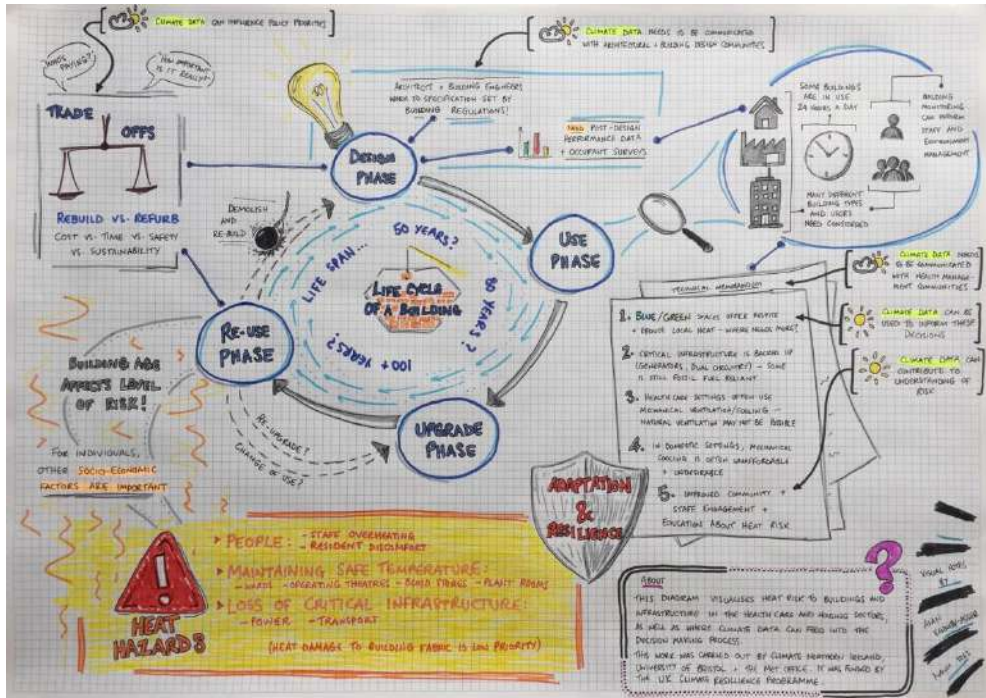 CLIMATE DATA CAN INFLUENCE POLICY PRIORITIES
CLIMATE DATA NEEDS TO BE COMMUNICATED
WITH ARCHITECTURAL + BUILDING DESIGN COMMUNITIES
WHO'S PAYING?
HOW IMPORTANT
IS IT REALLY?
TRADE
OFFS
REBUILD VS. REFURB
COST VS. TIME VS. SAFETY
VS. SUSTAINABILITY
ARCHITECTS + BUILDING ENGINEERS
WORK TO SPECIFICATION SET BY
BUILDING REGULATIONS!
NEED POST-DESIGN
PERFORMANCE DATA
+ OCCUPANT SURVEYS
SOME BUILDINGS
ARE IN USE
24 HOURS A DAY
BUILDING
MONITORING
CAN INFORM
STAFF AND
ENVIRONMENT
MANAGEMENT
MANY DIFFERENT
BUILDING TYPES
AND USERS
NEED CONSIDERED
DESIGN
PHASE
DEMOLISH
AND
RE-BUILD
LIFE SPAN...
50 YEARS?
80 YEARS?
100+ YEARS?
LIFE CYCLE
OF A BUILDING
USE
PHASE
RE-USE
PHASE
UPGRADE
PHASE
RE-UPGRADE?
CHANGE OF USE?
CLIMATE DATA NEEDS
TO BE COMMUNICATED
WITH HEALTH MANAGE-
MENT COMMUNITIES
CLIMATE DATA CAN BE
USED TO INFORM THESE
DECISIONS
CLIMATE DATA CAN
CONTRIBUTE TO
UNDERSTANDING OF
RISK
TECHNICAL MEMORANDUM
1. BLUE/GREEN SPACES OFFER RESPITE
+ REDUCE LOCAL HEAT - WHERE NEEDS MORE?
2. CRITICAL INFRASTRUCTURE IS BACKED UP
(GENERATORS, DUAL CIRCUITRY) - SOME
IS STILL FOSSIL FUEL RELIANT
3. HEALTH CARE SETTINGS OFTEN USE
MECHANICAL VENTILATION/COOLING -
NATURAL VENTILATION MAY NOT BE POSSIBLE
4. IN DOMESTIC SETTINGS, MECHANICAL
COOLING IS OFTEN UNAFFORDABLE
+ UNDESIRABLE
5. IMPROVED COMMUNITY +
STAFF ENGAGEMENT +
EDUCATION ABOUT HEAT RISK
BUILDING AGE
AFFECTS LEVEL
OF RISK!
FOR INDIVIDUALS,
OTHER SOCIO-ECONOMIC
FACTORS ARE IMPORTANT
ADAPTATION
&
RESILIENCE
HEAT
HAZARDS
PEOPLE: - STAFF OVERHEATING
- RESIDENT DISCOMFORT
MAINTAINING SAFE TEMPERATURE:
- WARDS - OPERATING THEATRES - BLOOD STORES - PLANT ROOMS
LOSS OF CRITICAL INFRASTRUCTURE:
- POWER - TRANSPORT
(HEAT DAMAGE TO BUILDING FABRIC IS LOW PRIORITY)
ABOUT
THIS DIAGRAM VISUALISES HEAT RISK TO BUILDINGS AND
INFRASTRUCTURE IN THE HEALTH CARE AND HOUSING SECTORS,
AS WELL AS WHERE CLIMATE DATA CAN FEED INTO THE
DECISION MAKING PROCESS.
THIS WORK WAS CARRIED OUT BY CLIMATE NORTHERN IRELAND,
UNIVERSITY OF BRISTOL + THE MET OFFICE. IT WAS FUNDED BY
THE UK CLIMATE RESILIENCE PROGRAMME.
VISUAL NOTES
BY
ALAN